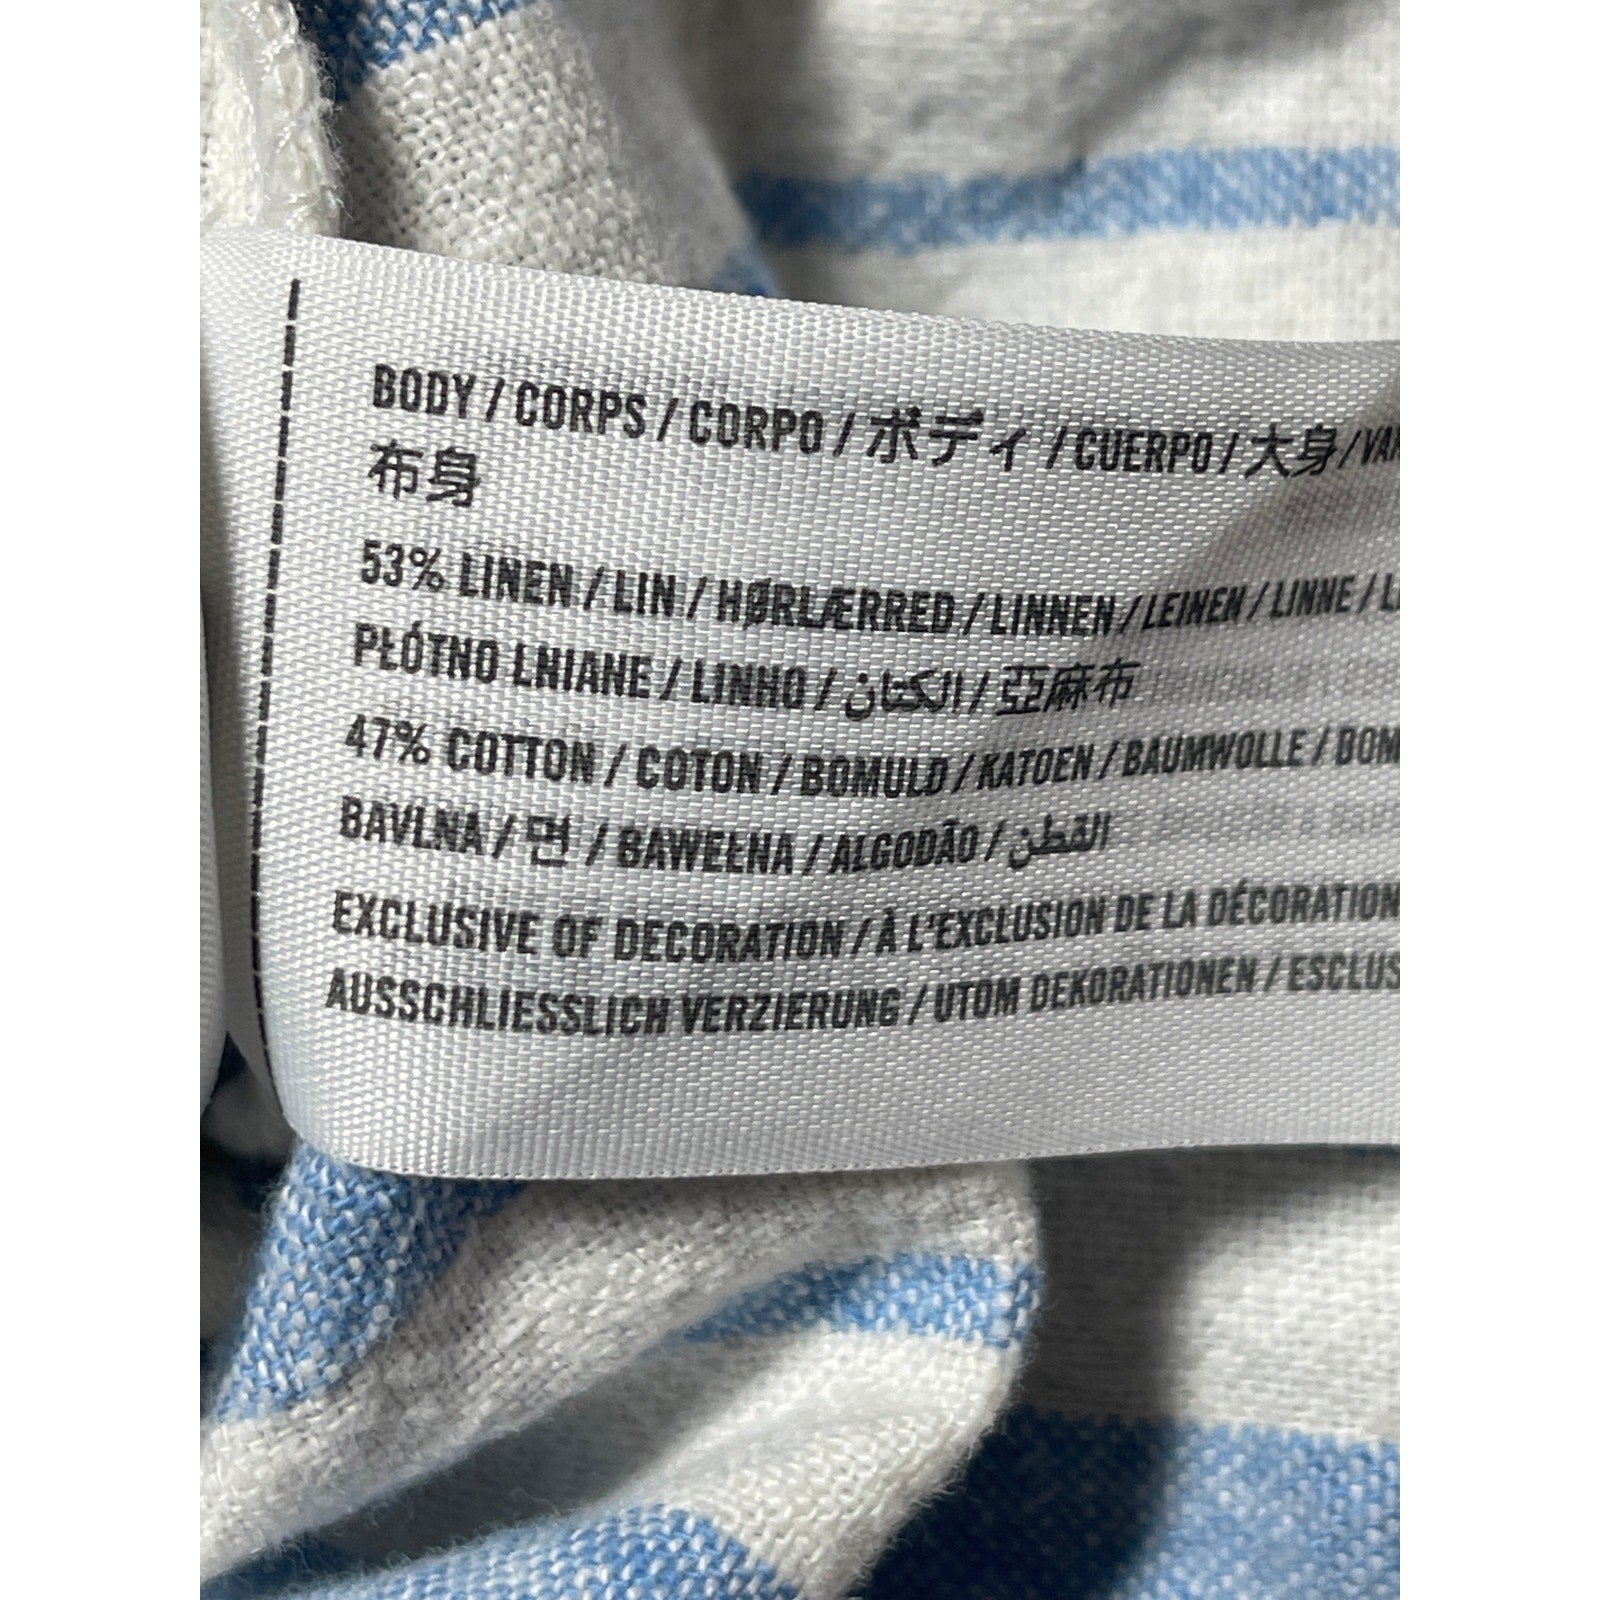 BODY / CORPS / CORPO / ボディ / CUERPO / 大身 /
布身
53% LINEN / LIN / HØRLÆRRED / LINNEN / LEINEN / LINNE /
PŁÓTNO LNIANE / LINHO / الكتان / 亞麻布
47% COTTON / COTON / BOMULD / KATOEN / BAUMWOLLE /
BAVLNA / 면 / BAWEŁNA / ALGODÃO / القطن
EXCLUSIVE OF DECORATION / À L'EXCLUSION DE LA DÉCORATION
AUSSCHLIESSLICH VERZIERUNG / UTOM DEKORATIONEN /